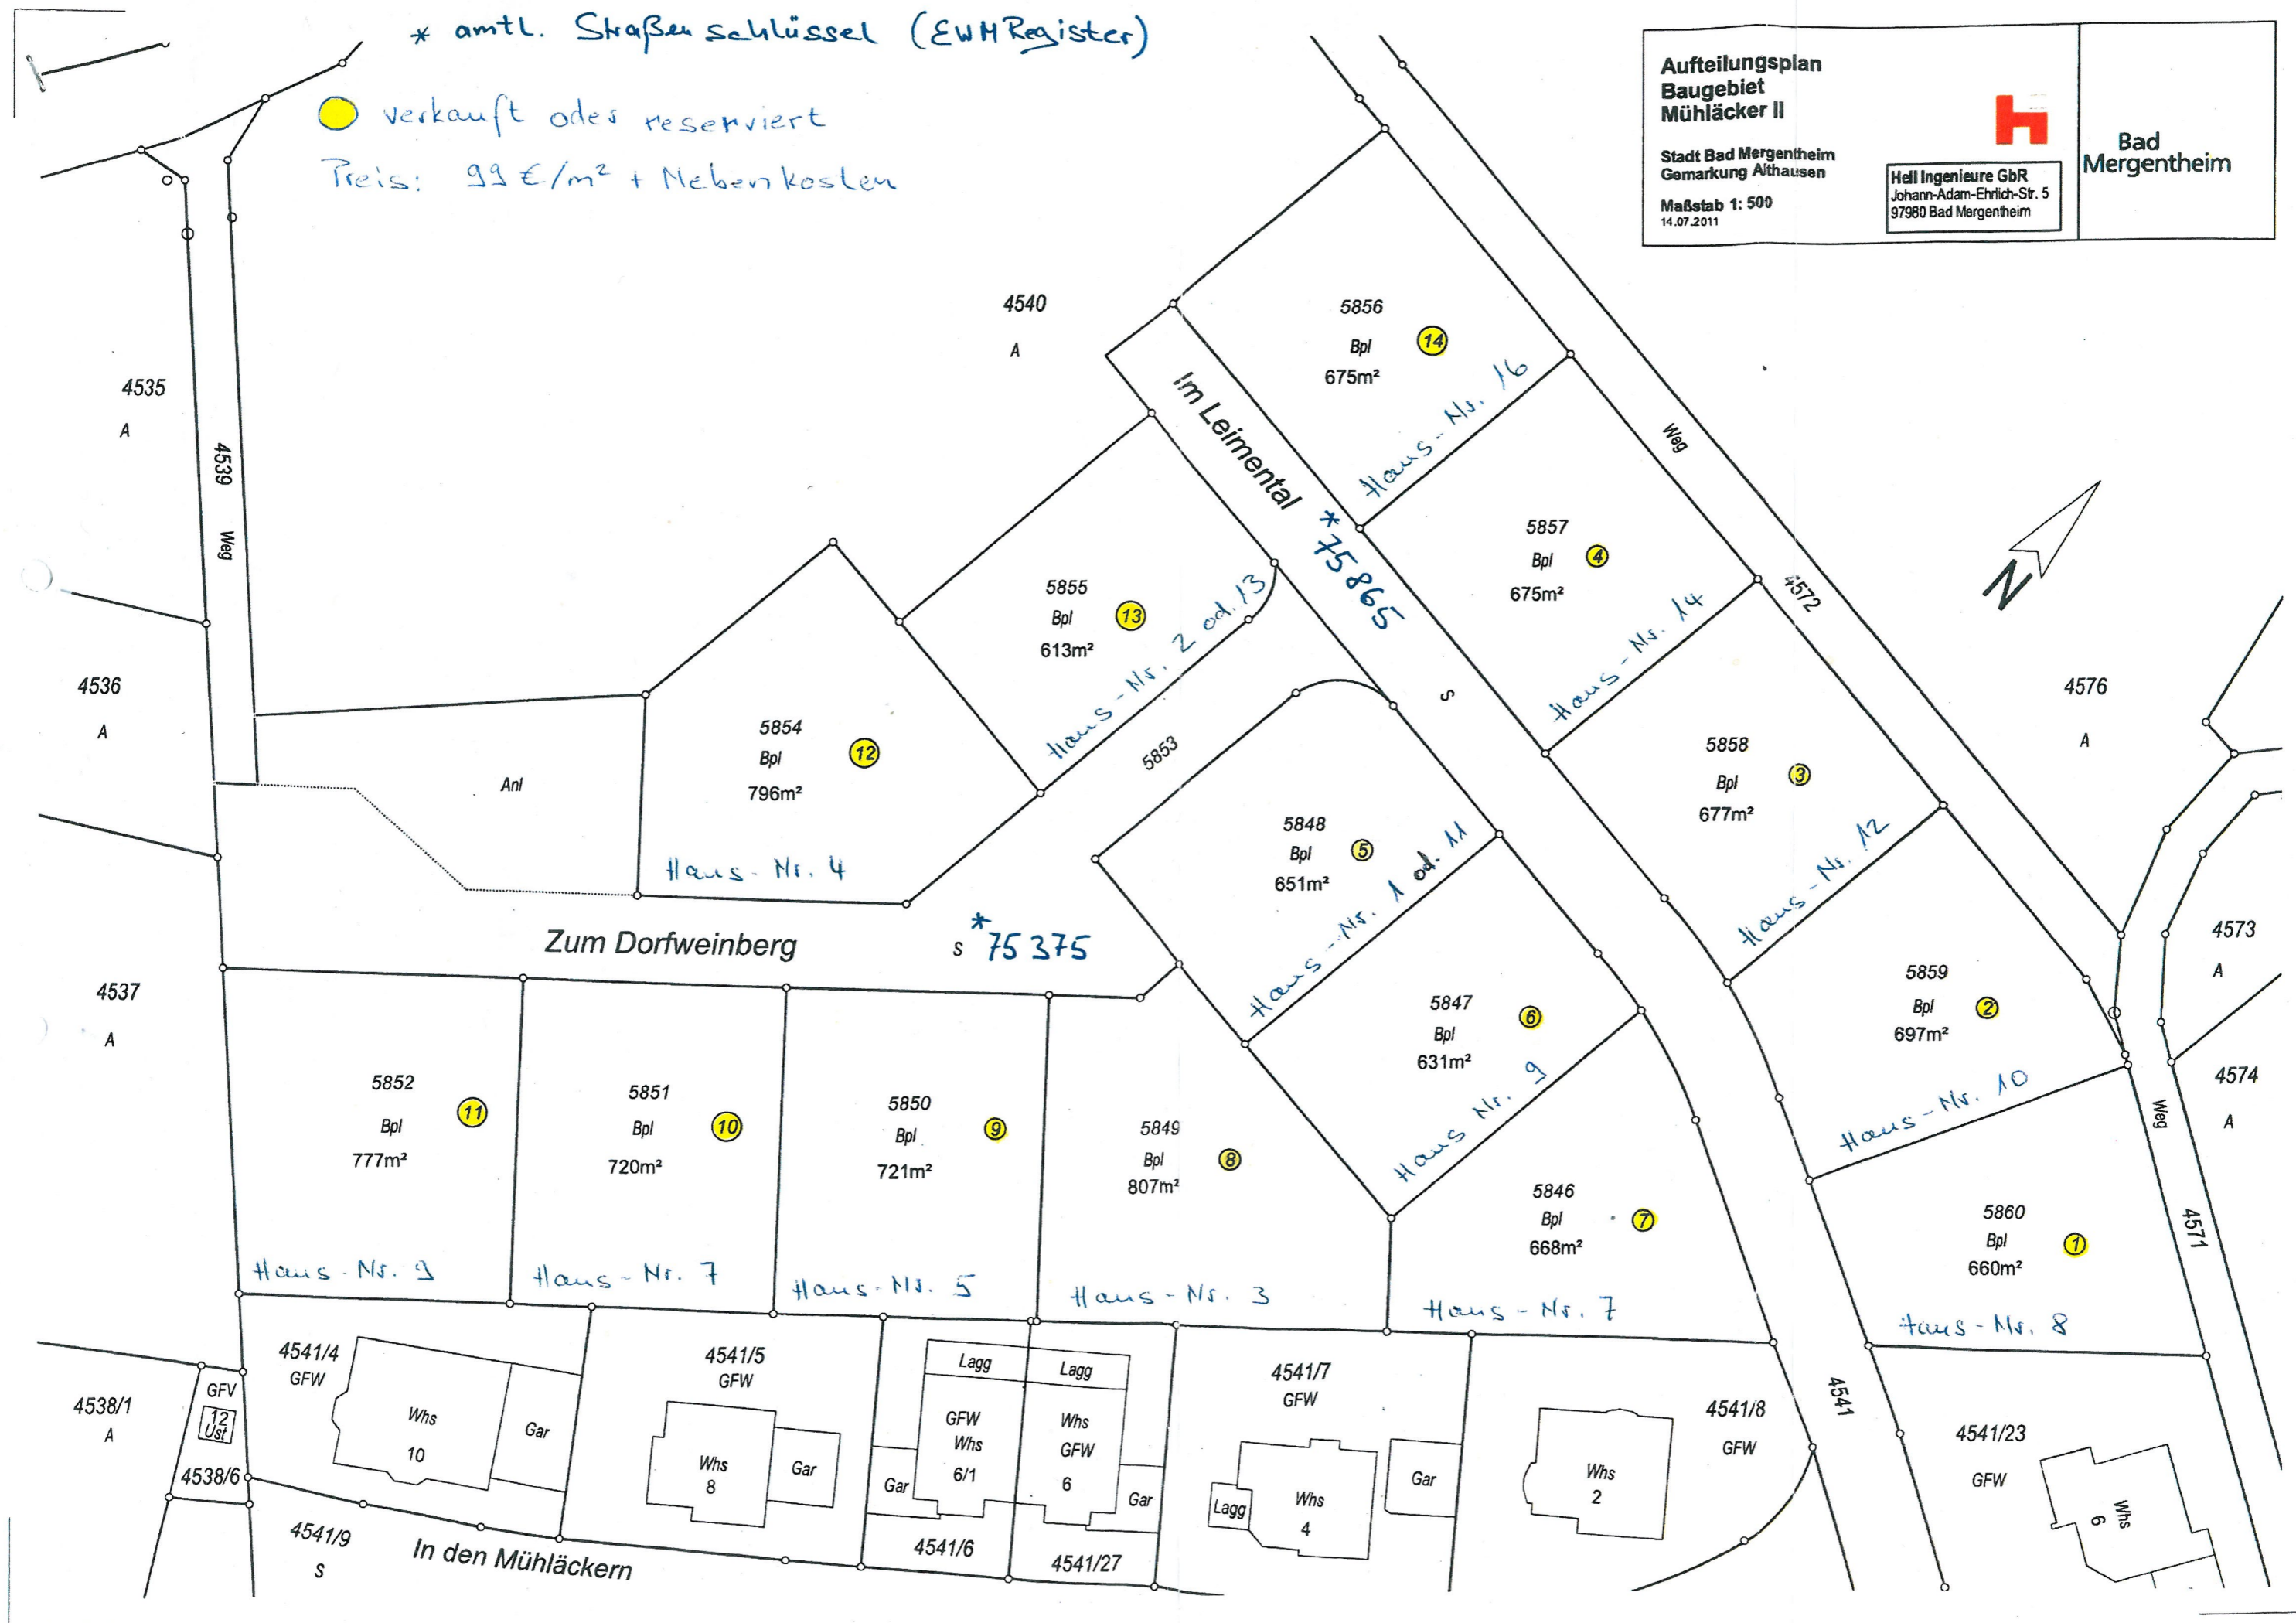 * amtl. Straßenschlüssel (EWM Register)
verkauft oder reserviert
Preis: 99 €/m² + Nebenkosten
Aufteilungsplan
Baugebiet
Mühläcker II
Stadt Bad Mergentheim
Gemarkung Althausen
Maßstab 1: 500
14.07.2011
Hell Ingenieure GbR
Johann-Adam-Ehrlich-Str. 5
97980 Bad Mergentheim
Bad
Mergentheim
4540
A
5856
Bpl
14
675m²
Haus-Nr. 16
4535
A
4539
Weg
Im Leimental
* 75865
S
Weg
4572
5857
Bpl
4
675m²
Haus-Nr. 14
N
5855
Bpl
13
613m²
Haus-Nr. 2 od. 13
4536
A
5854
Bpl
12
796m²
Haus-Nr. 4
Anl
5853
5858
Bpl
3
677m²
Haus-Nr. 12
4576
A
5848
Bpl
5
651m²
Haus-Nr. 1 od. 11
Zum Dorfweinberg
S
* 75375
4573
A
4537
A
5859
Bpl
2
697m²
Haus-Nr. 10
5847
Bpl
6
631m²
Haus Nr. 9
4574
A
Weg
4571
5852
Bpl
11
777m²
Haus-Nr. 9
5851
Bpl
10
720m²
Haus-Nr. 7
5850
Bpl
9
721m²
Haus-Nr. 5
5849
Bpl
8
807m²
Haus-Nr. 3
5846
Bpl
7
668m²
Haus-Nr. 7
5860
Bpl
1
660m²
Haus-Nr. 8
4538/1
A
GFV
12
Ust
4538/6
4541/4
GFW
Whs
10
Gar
4541/5
GFW
Whs
8
Gar
Lagg
GFW
Whs
6/1
Gar
4541/6
Lagg
Whs
GFW
6
Gar
4541/27
4541/7
GFW
Lagg
Whs
4
Gar
4541/8
GFW
Whs
2
4541
4541/23
GFW
Whs
6
4541/9
S
In den Mühläckern